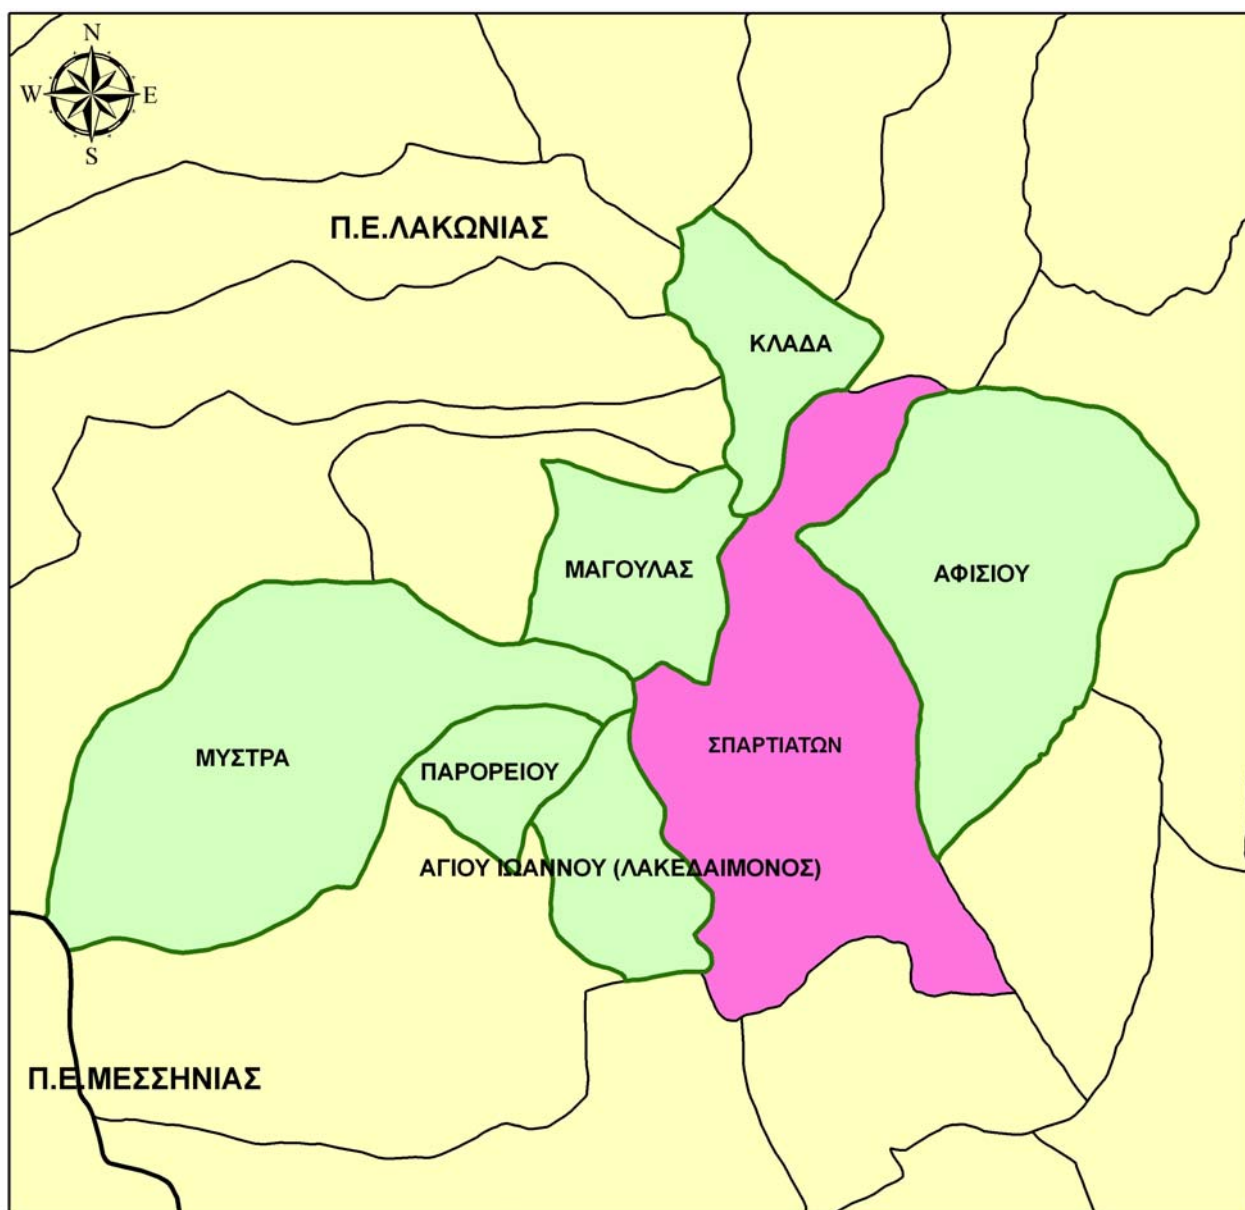 N
W E
S
Π.Ε.ΛΑΚΩΝΙΑΣ
ΚΛΑΔΑ
ΜΑΓΟΥΛΑΣ
ΑΦΙΣΙΟΥ
ΜΥΣΤΡΑ
ΠΑΡΟΡΕΙΟΥ
ΣΠΑΡΤΙΑΤΩΝ
ΑΓΙΟΥ ΙΩΑΝΝΟΥ (ΛΑΚΕΔΑΙΜΟΝΟΣ)
Π.Ε.ΜΕΣΣΗΝΙΑΣ